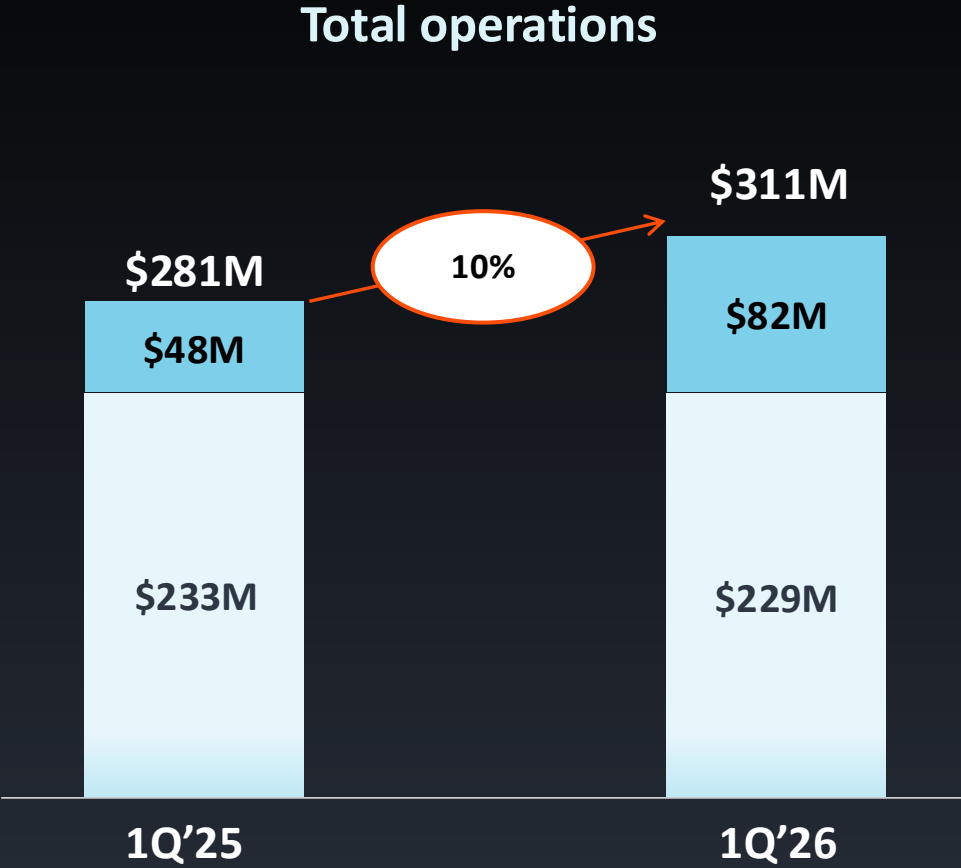 Total operations
$311M
$281M
10%
$82M
$48M
$233M
$229M
1Q’25
1Q’26